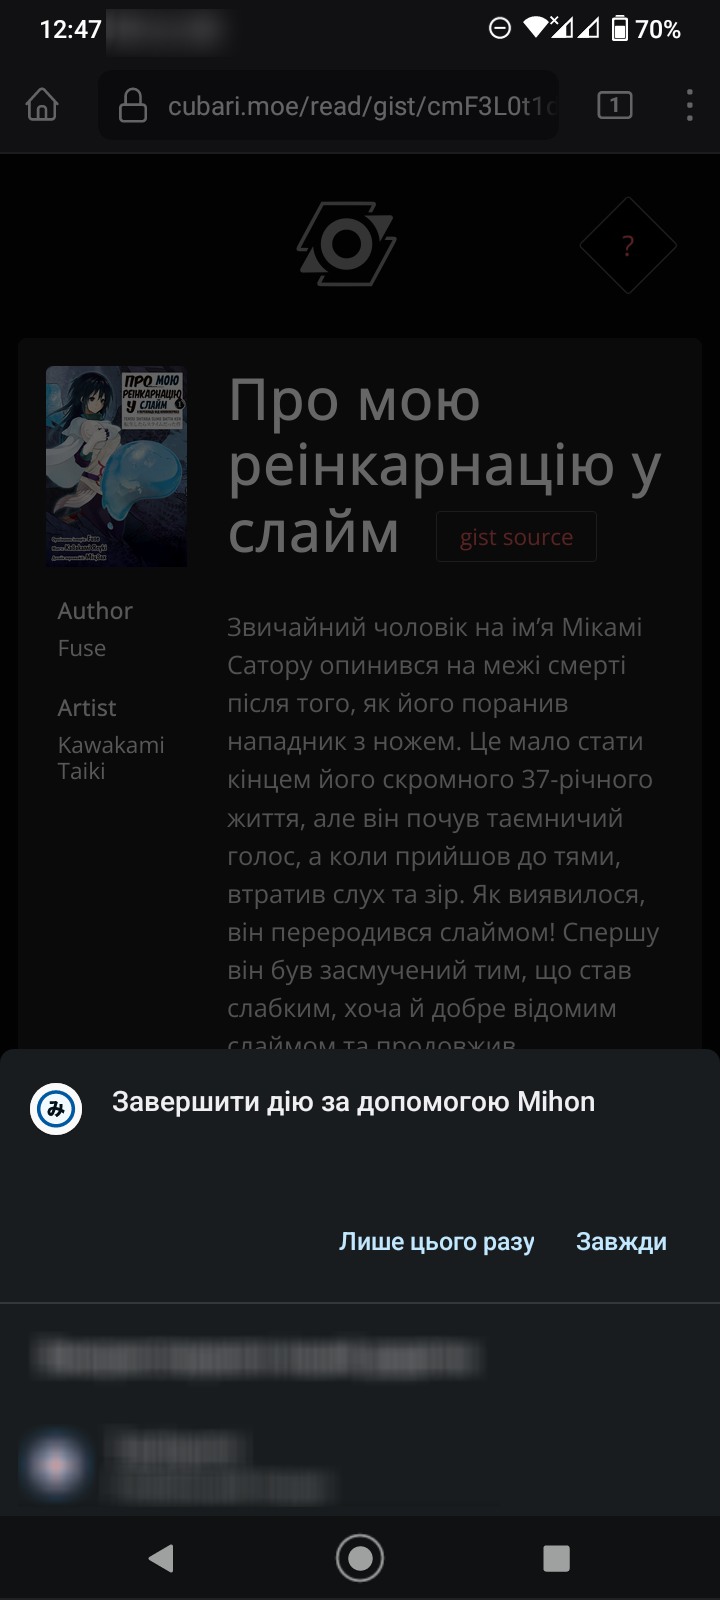 12:47
70%
cubari.moe/read/gist/cmF3L0t1c
1
?
ПРО МОЮ
РЕІНКАРНАЦІЮ
У СЛАЙМ
Про мою
реінкарнацію у
слайм
gist source
Author
Fuse
Artist
Kawakami
Taiki
Звичайний чоловік на ім’я Мікамі
Сатору опинився на межі смерті
після того, як його поранив
нападник з ножем. Це мало стати
кінцем його скромного 37-річного
життя, але він почув таємничий
голос, а коли прийшов до тями,
втратив слух та зір. Як виявилося,
він переродився слаймом! Спершу
він був засмучений тим, що став
слабким, хоча й добре відомим
слаймом та продовжив
み
Завершити дію за допомогою Mihon
Лише цього разу
Завжди